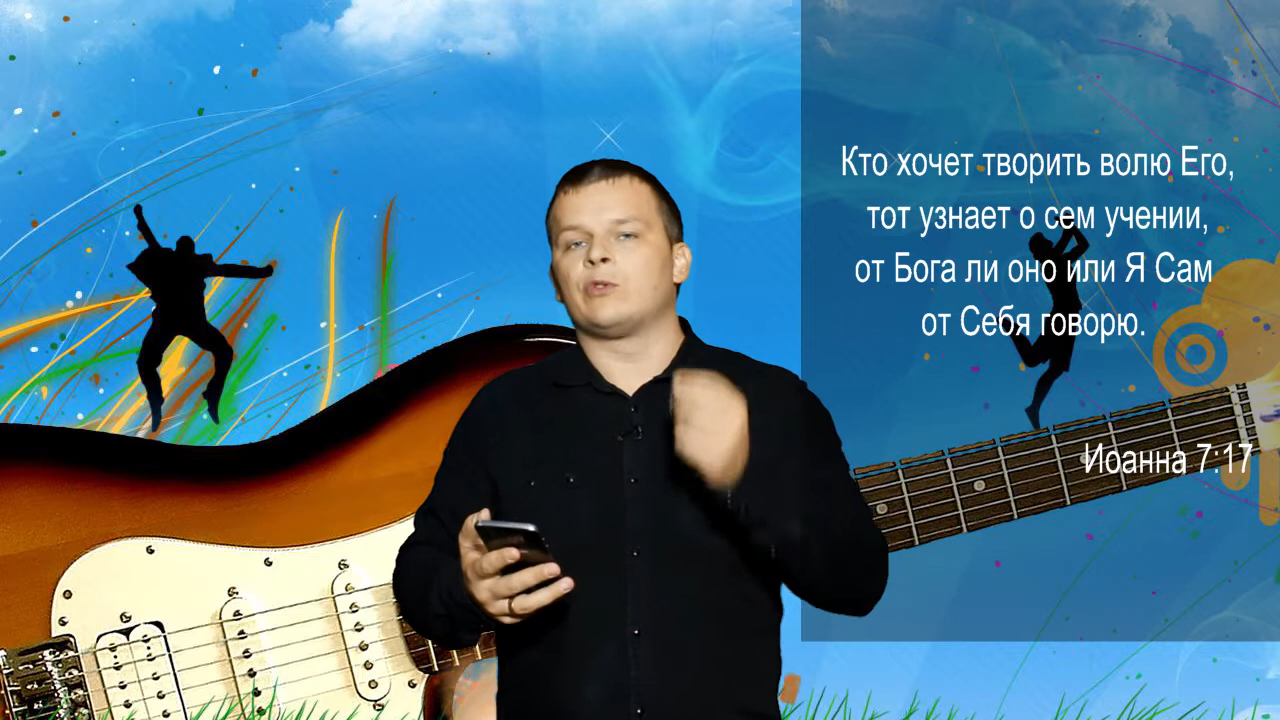 Кто хочет творить волю Его,
тот узнает о сем учении,
от Бога ли оно или Я Сам
от Себя говорю.
Иоанна 7:17